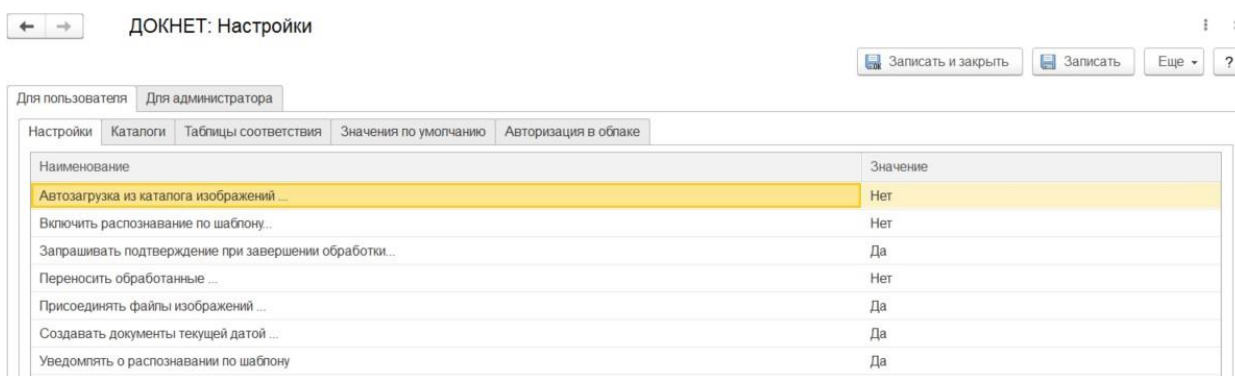 ДОКНЕТ: Настройки
Записать и закрыть Записать Еще ?
Для пользователя Для администратора
Настройки Каталоги Таблицы соответствия Значения по умолчанию Авторизация в облаке
Наименование Значение
Автозагрузка из каталога изображений ... Нет
Включить распознавание по шаблону... Нет
Запрашивать подтверждение при завершении обработки... Да
Переносить обработанные ... Нет
Присоединять файлы изображений ... Да
Создавать документы текущей датой ... Да
Уведомлять о распознавании по шаблону Да